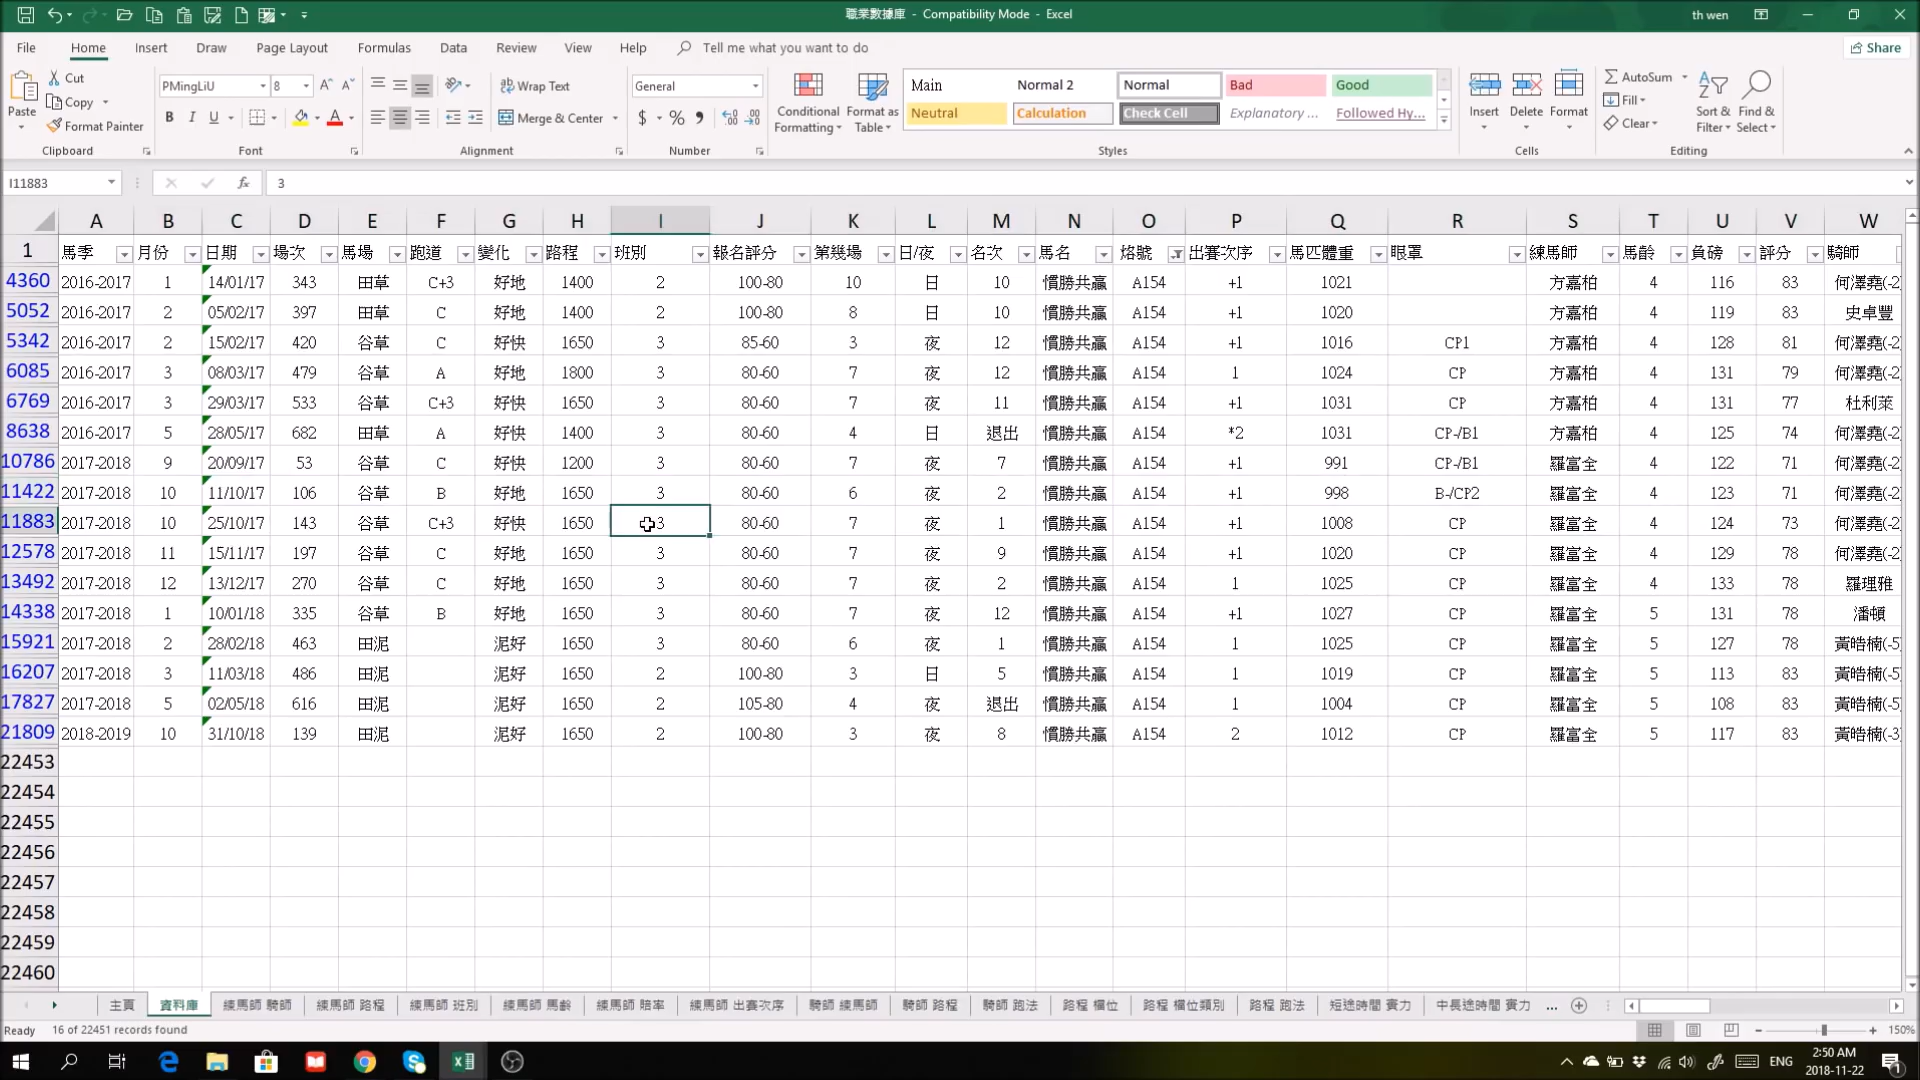 職業數據庫 - Compatibility Mode - Excel
th wen
File Home Insert Draw Page Layout Formulas Data Review View Help Tell me what you want to do
Share
Paste
Cut
Copy
Format Painter
PMingLiU 8
B I U
Wrap Text
Merge & Center
General
$ % 9
Conditional Formatting
Format as Table
Main Normal 2 Normal Bad Good
Neutral Calculation Check Cell Explanatory ... Followed Hy...
Insert Delete Format
AutoSum
Fill
Clear
Sort & Filter
Find & Select
Clipboard Font Alignment Number Styles Cells Editing
I11883 fx 3
A B C D E F G H I J K L M N O P Q R S T U V W
1 馬季 月份 日期 場次 馬場 跑道 變化 路程 班別 報名評分 第幾場 日/夜 名次 馬名 烙號 出賽次序 馬匹體重 眼罩 練馬師 馬齡 負磅 評分 騎師
4360 2016-2017 1 14/01/17 343 田草 C+3 好地 1400 2 100-80 10 日 10 慣勝共贏 A154 +1 1021 方嘉柏 4 116 83 何澤堯(-2
5052 2016-2017 2 05/02/17 397 田草 C 好地 1400 2 100-80 8 日 10 慣勝共贏 A154 +1 1020 方嘉柏 4 119 83 史卓豐
5342 2016-2017 2 15/02/17 420 谷草 C 好快 1650 3 85-60 3 夜 12 慣勝共贏 A154 +1 1016 CP1 方嘉柏 4 128 81 何澤堯(-2
6085 2016-2017 3 08/03/17 479 谷草 A 好地 1800 3 80-60 7 夜 12 慣勝共贏 A154 1 1024 CP 方嘉柏 4 131 79 何澤堯(-2
6769 2016-2017 3 29/03/17 533 谷草 C+3 好快 1650 3 80-60 7 夜 11 慣勝共贏 A154 +1 1031 CP 方嘉柏 4 131 77 杜利萊
8638 2016-2017 5 28/05/17 682 田草 A 好快 1400 3 80-60 4 日 退出 慣勝共贏 A154 *2 1031 CP-/B1 方嘉柏 4 125 74 何澤堯(-2
10786 2017-2018 9 20/09/17 53 谷草 C 好快 1200 3 80-60 7 夜 7 慣勝共贏 A154 +1 991 CP-/B1 羅富全 4 122 71 何澤堯(-2
11422 2017-2018 10 11/10/17 106 谷草 B 好地 1650 3 80-60 6 夜 2 慣勝共贏 A154 +1 998 B-/CP2 羅富全 4 123 71 何澤堯(-2
11883 2017-2018 10 25/10/17 143 谷草 C+3 好快 1650 3 80-60 7 夜 1 慣勝共贏 A154 +1 1008 CP 羅富全 4 124 73 何澤堯(-2
12578 2017-2018 11 15/11/17 197 谷草 C 好地 1650 3 80-60 7 夜 9 慣勝共贏 A154 +1 1020 CP 羅富全 4 129 78 何澤堯(-2
13492 2017-2018 12 13/12/17 270 谷草 C 好地 1650 3 80-60 7 夜 2 慣勝共贏 A154 1 1025 CP 羅富全 4 133 78 羅理雅
14338 2017-2018 1 10/01/18 335 谷草 B 好地 1650 3 80-60 7 夜 12 慣勝共贏 A154 +1 1027 CP 羅富全 5 131 78 潘頓
15921 2017-2018 2 28/02/18 463 田泥 泥好 1650 3 80-60 6 夜 1 慣勝共贏 A154 1 1025 CP 羅富全 5 127 78 黃皓楠(-5
16207 2017-2018 3 11/03/18 486 田泥 泥好 1650 2 100-80 3 日 5 慣勝共贏 A154 1 1019 CP 羅富全 5 113 83 黃皓楠(-5
17827 2017-2018 5 02/05/18 616 田泥 泥好 1650 2 105-80 4 夜 退出 慣勝共贏 A154 1 1004 CP 羅富全 5 108 83 黃皓楠(-5
21809 2018-2019 10 31/10/18 139 田泥 泥好 1650 2 100-80 3 夜 8 慣勝共贏 A154 2 1012 CP 羅富全 5 117 83 黃皓楠(-3
22453
22454
22455
22456
22457
22458
22459
22460
主頁 資料庫 練馬師 騎師 練馬師 路程 練馬師 班別 練馬師 馬齡 練馬師 賠率 練馬師 出賽次序 騎師 練馬師 騎師 路程 騎師 跑法 路程 欄位 路程 欄位類別 路程 跑法 短途時間 實力 中長途時間 實力 ...
Ready 16 of 22451 records found 150%
ENG 2:50 AM
2018-11-22
1